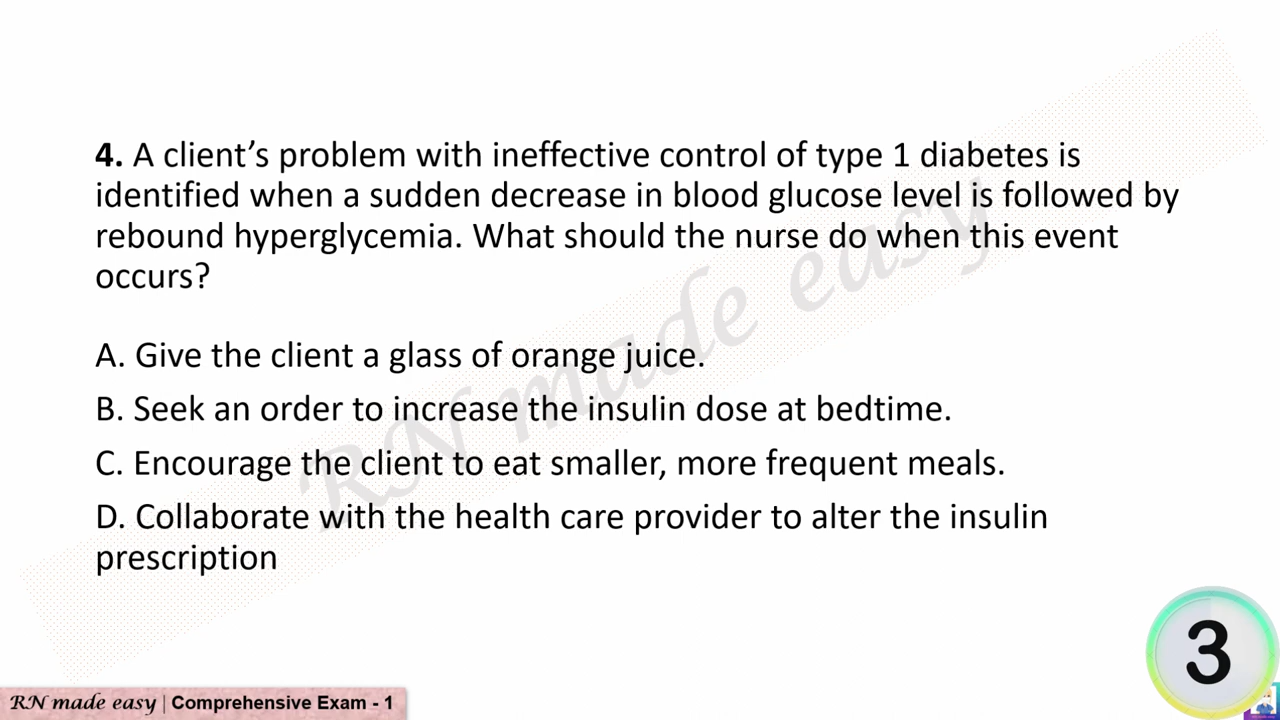 4. A client’s problem with ineffective control of type 1 diabetes is
identified when a sudden decrease in blood glucose level is followed by
rebound hyperglycemia. What should the nurse do when this event
occurs?
A. Give the client a glass of orange juice.
B. Seek an order to increase the insulin dose at bedtime.
C. Encourage the client to eat smaller, more frequent meals.
D. Collaborate with the health care provider to alter the insulin
prescription
RN made easy
3
RN made easy | Comprehensive Exam - 1